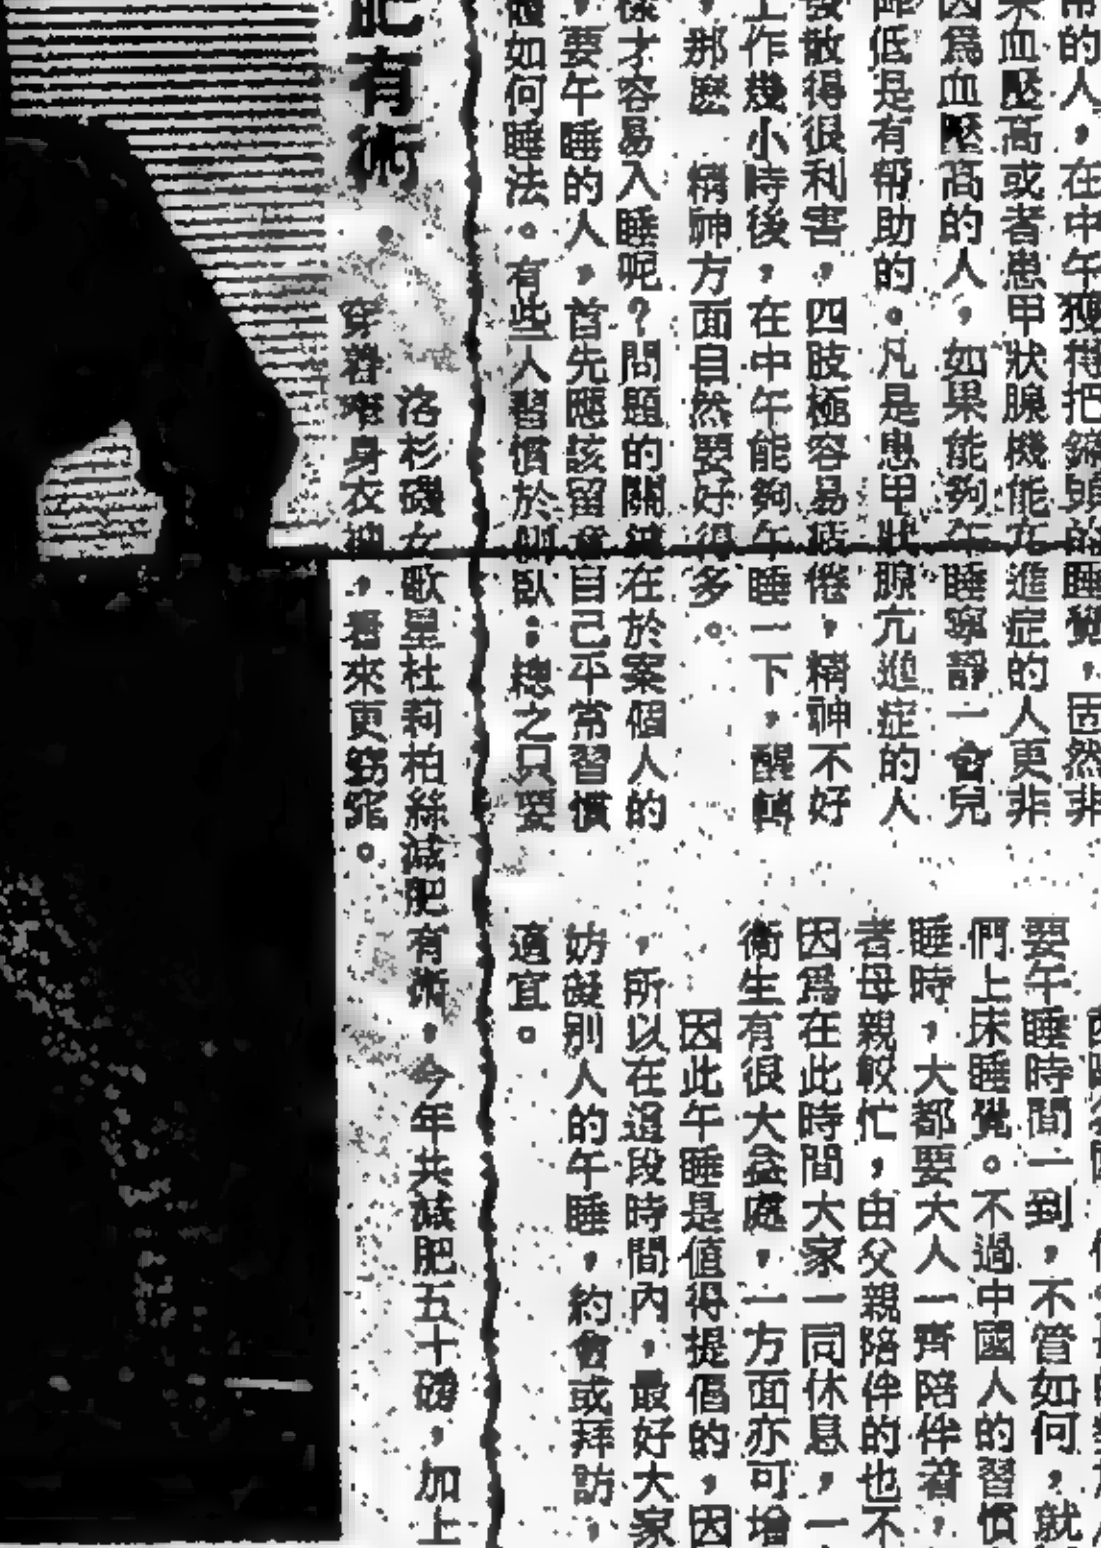 常的人，在中午獲得把鐘頭的睡覺，固然非
來血壓高或者患甲狀腺機能亢進症的人更非
因爲血壓高的人，如果能夠午睡寧靜一會兒
降低是有帮助的。凡是患甲狀腺亢進症的人
發散得很利害，四肢極容易疲倦，精神不好
工作幾小時後，在中午能夠午睡一下，醒轉
，那麽 精神方面自然要好得多。
樣才容易入睡呢？問題的關鍵在於案個人的
，要午睡的人，首先應該留意自己平常習慣
如何睡法。有些人習慣於側臥；總之只要
要午睡時間一到，不管如何，就
們上床睡覺。不過中國人的習慣
睡時，大都要大人一齊陪伴著，
者母親較忙，由父親陪伴的也不
因爲在此時間大家一同休息，一
衛生有很大益處，一方面亦可增
因此午睡是值得提倡的，因
，所以在這段時間內，最好大家
妨礙別人的午睡，約會或拜訪，
適宜。
肥有術
洛杉磯女歌星杜莉柏絲減肥有術，今年共減肥五十磅，加上
穿着窄身衣裙，看來更窈窕。